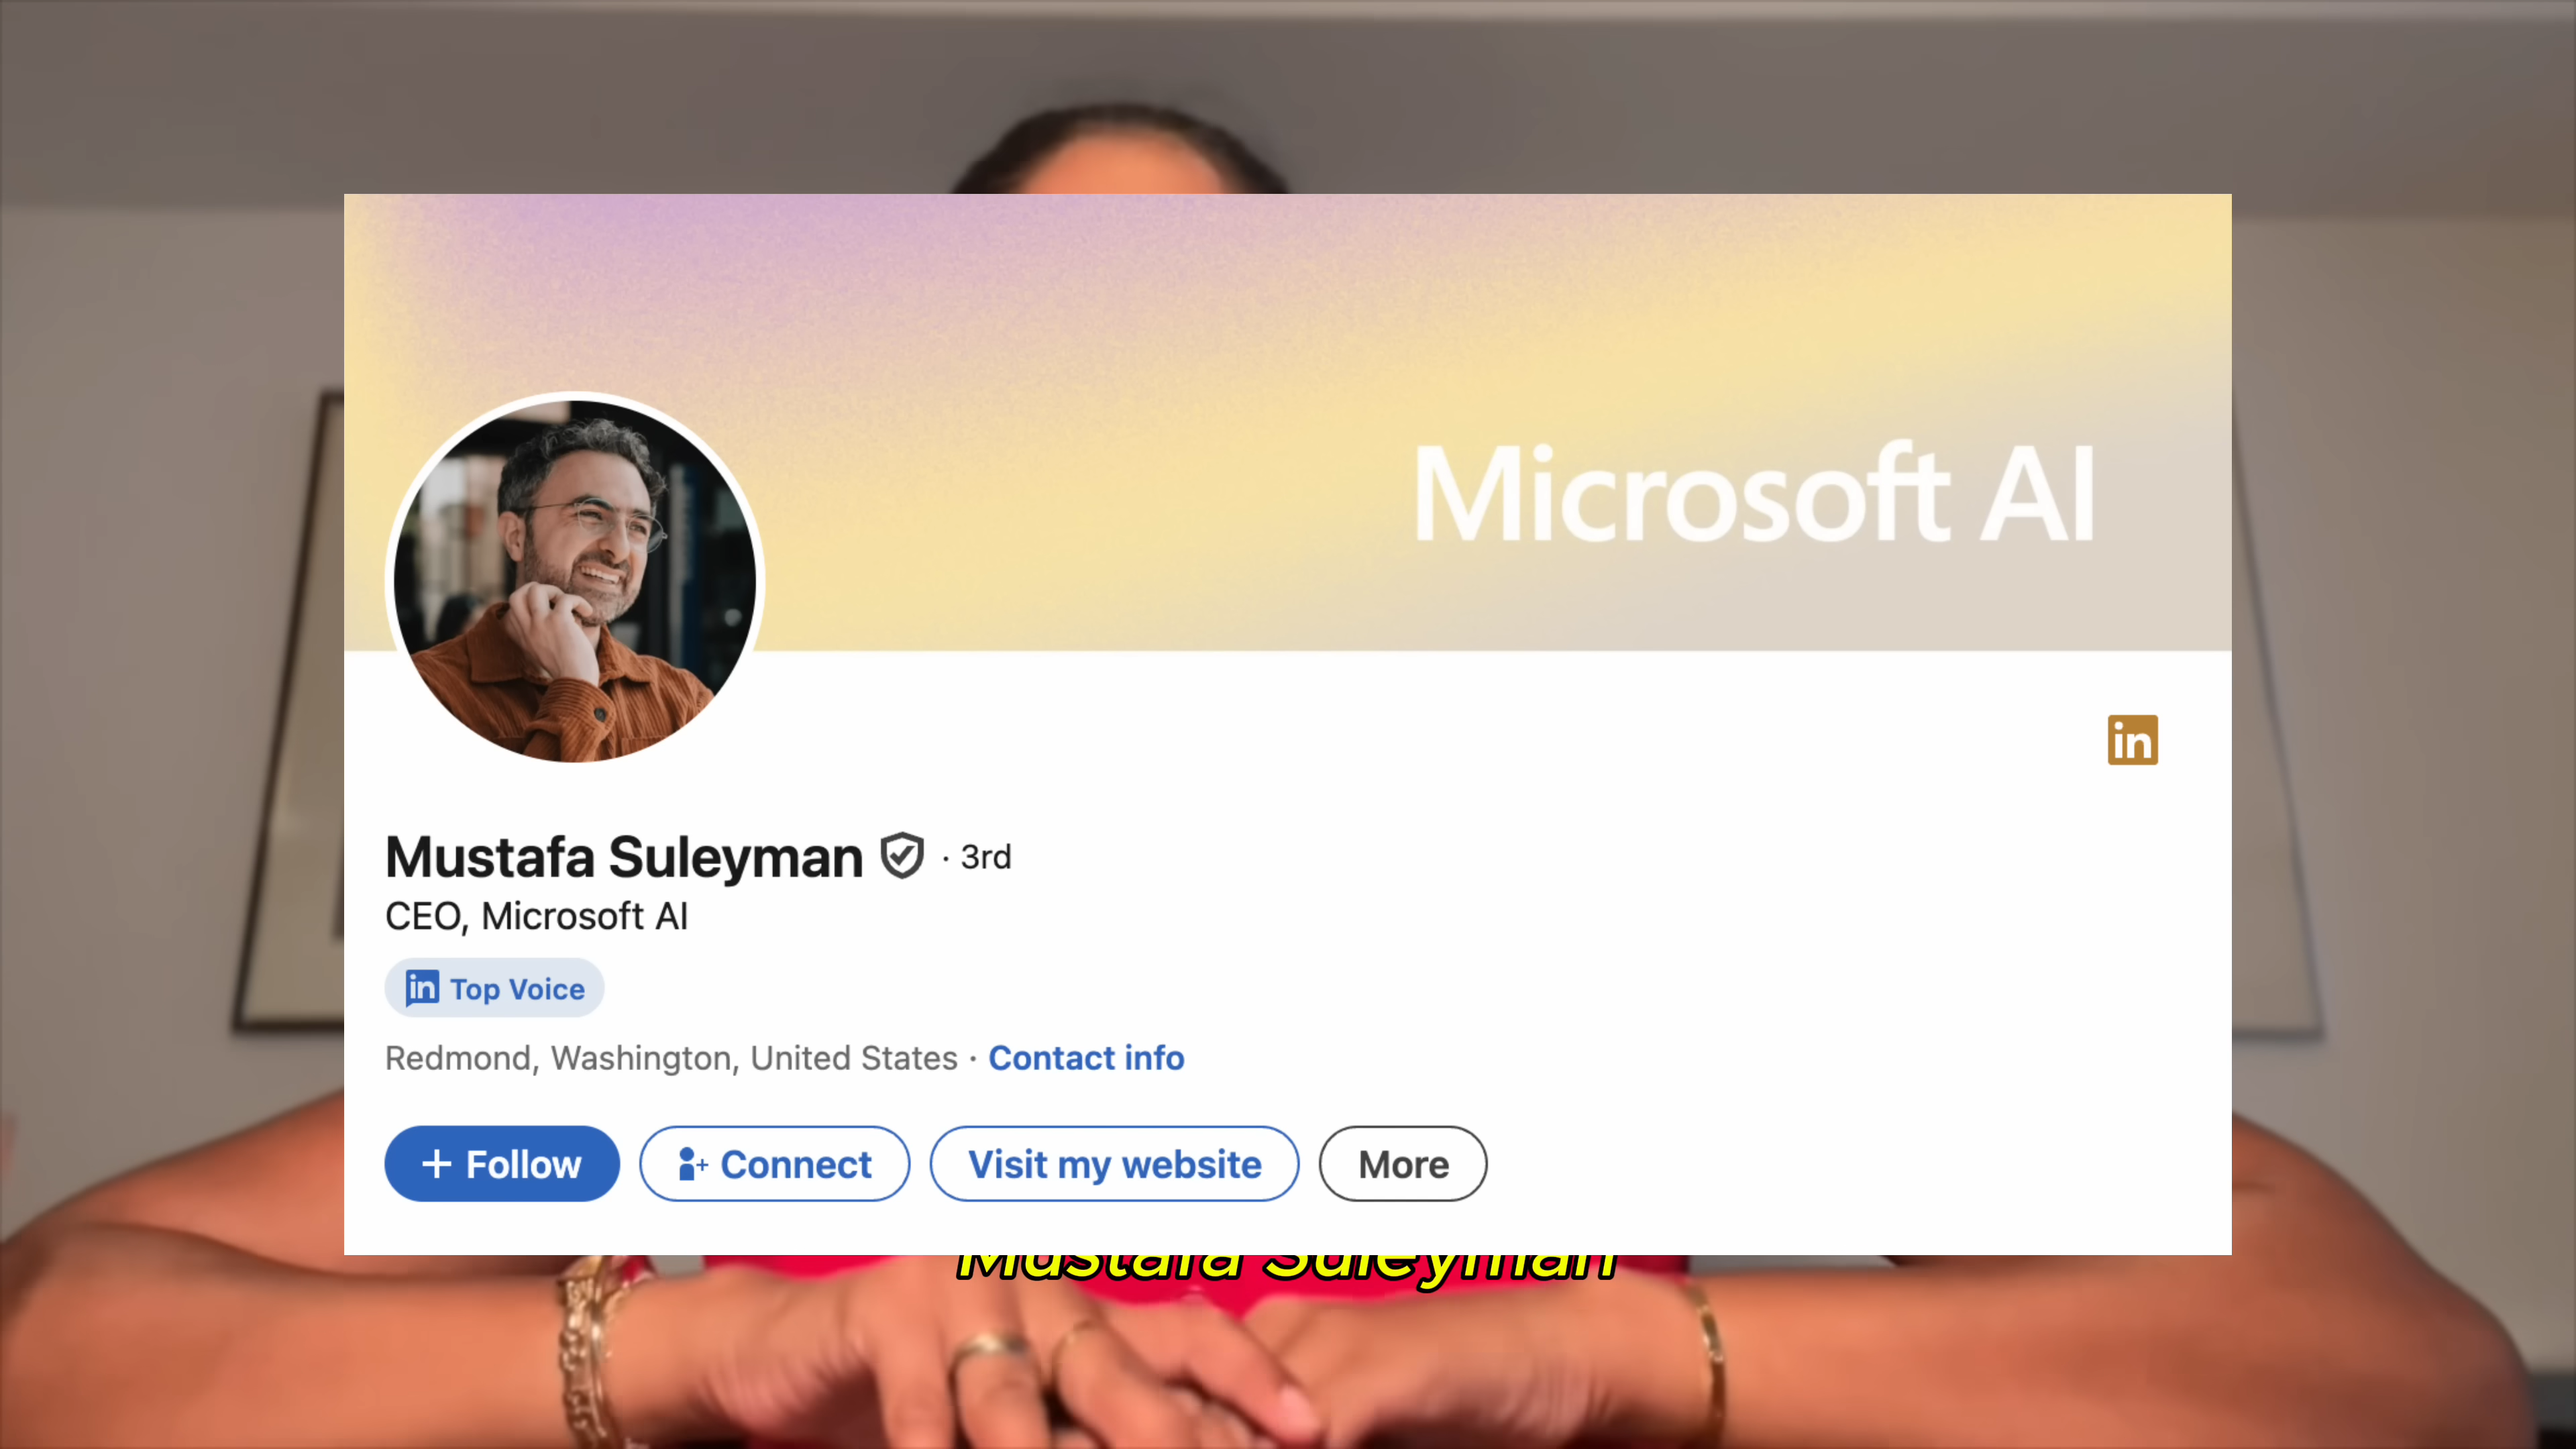 Microsoft AI
in
Mustafa Suleyman · 3rd
CEO, Microsoft AI
in Top Voice
Redmond, Washington, United States · Contact info
+ Follow
Connect
Visit my website
More
Mustafa Suleyman